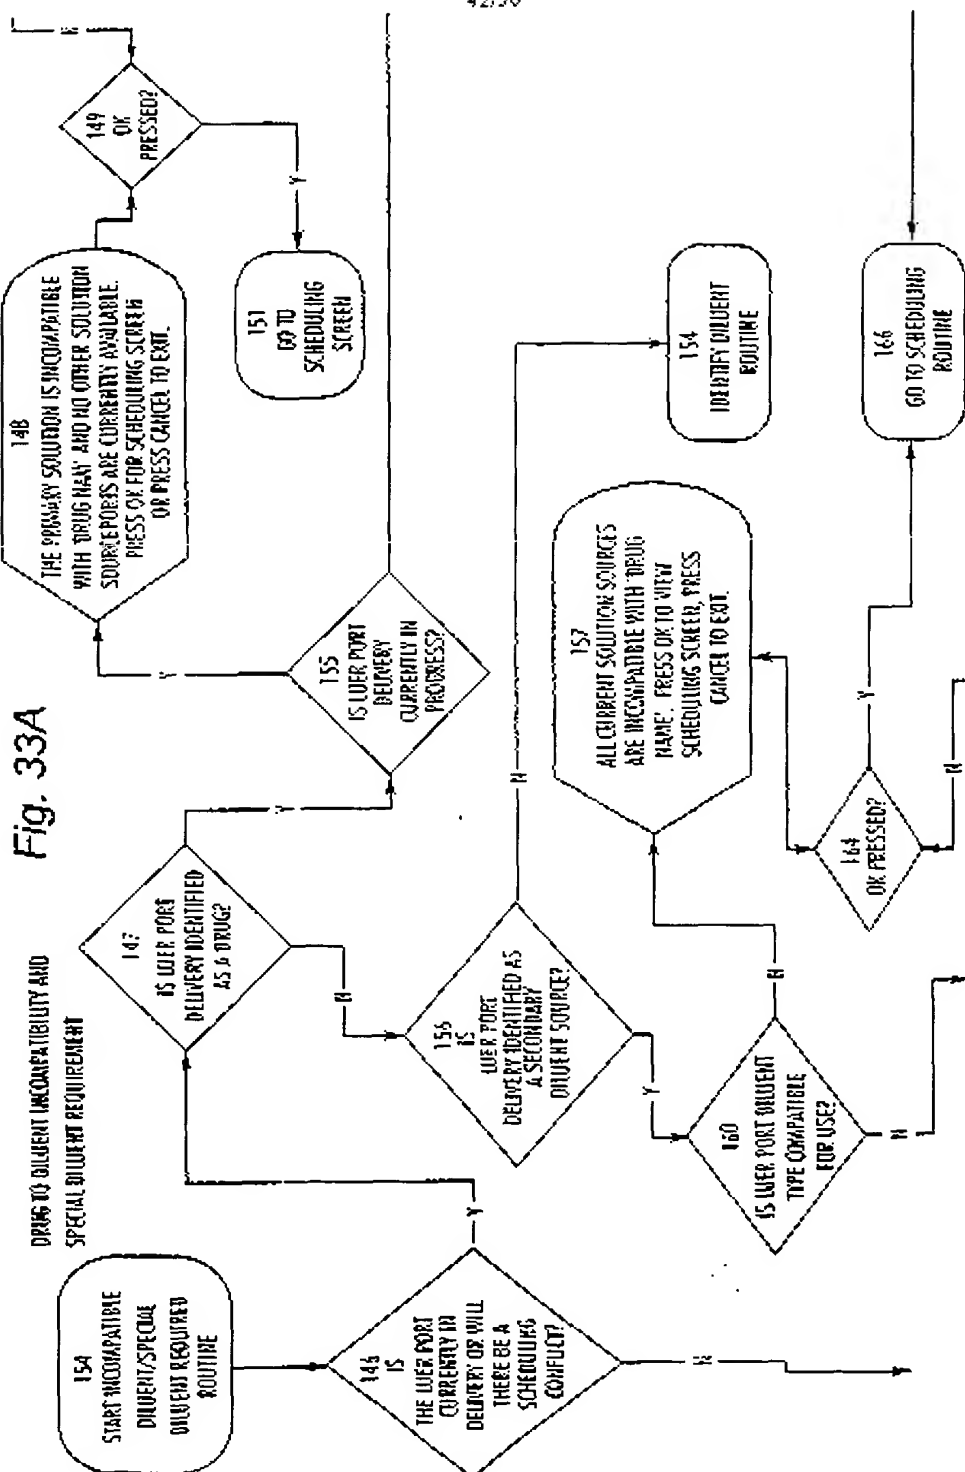 42/50
Fig. 33A
DRUG TO DILUENT INCOMPATIBILITY AND
SPECIAL DILUENT REQUIREMENT
154
START INCOMPATIBLE
DILUENT/SPECIAL
DILUENT REQUIRED
ROUTINE
146
IS
THE LUER PORT
CURRENTLY IN
DELIVERY OR WILL
THERE BE A
SCHEDULING
CONFLICT?
Y
N
147
IS LUER PORT
DELIVERY IDENTIFIED
AS A DRUG?
Y
N
155
IS LUER PORT
DELIVERY
CURRENTLY IN
PROGRESS?
Y
148
THE PRIMARY SOLUTION IS INCOMPATIBLE
WITH 'DRUG NAM' AND NO OTHER SOLUTION
SOURCE PORTS ARE CURRENTLY AVAILABLE.
PRESS OK FOR SCHEDULING SCREEN
OR PRESS CANCEL TO EXIT.
149
OK
PRESSED?
N
Y
151
GO TO
SCHEDULING
SCREEN
156
IS
LUER PORT
DELIVERY IDENTIFIED AS
A SECONDARY
DILUENT SOURCE?
N
Y
154
IDENTIFY DILUENT
ROUTINE
160
IS LUER PORT DILUENT
TYPE COMPATIBLE
FOR USE?
N
N
157
ALL CURRENT SOLUTION SOURCES
ARE INCOMPATIBLE WITH 'DRUG
NAME'. PRESS OK TO VIEW
SCHEDULING SCREEN, PRESS
CANCEL TO EXIT.
164
OK PRESSED?
Y
N
166
GO TO SCHEDULING
ROUTINE